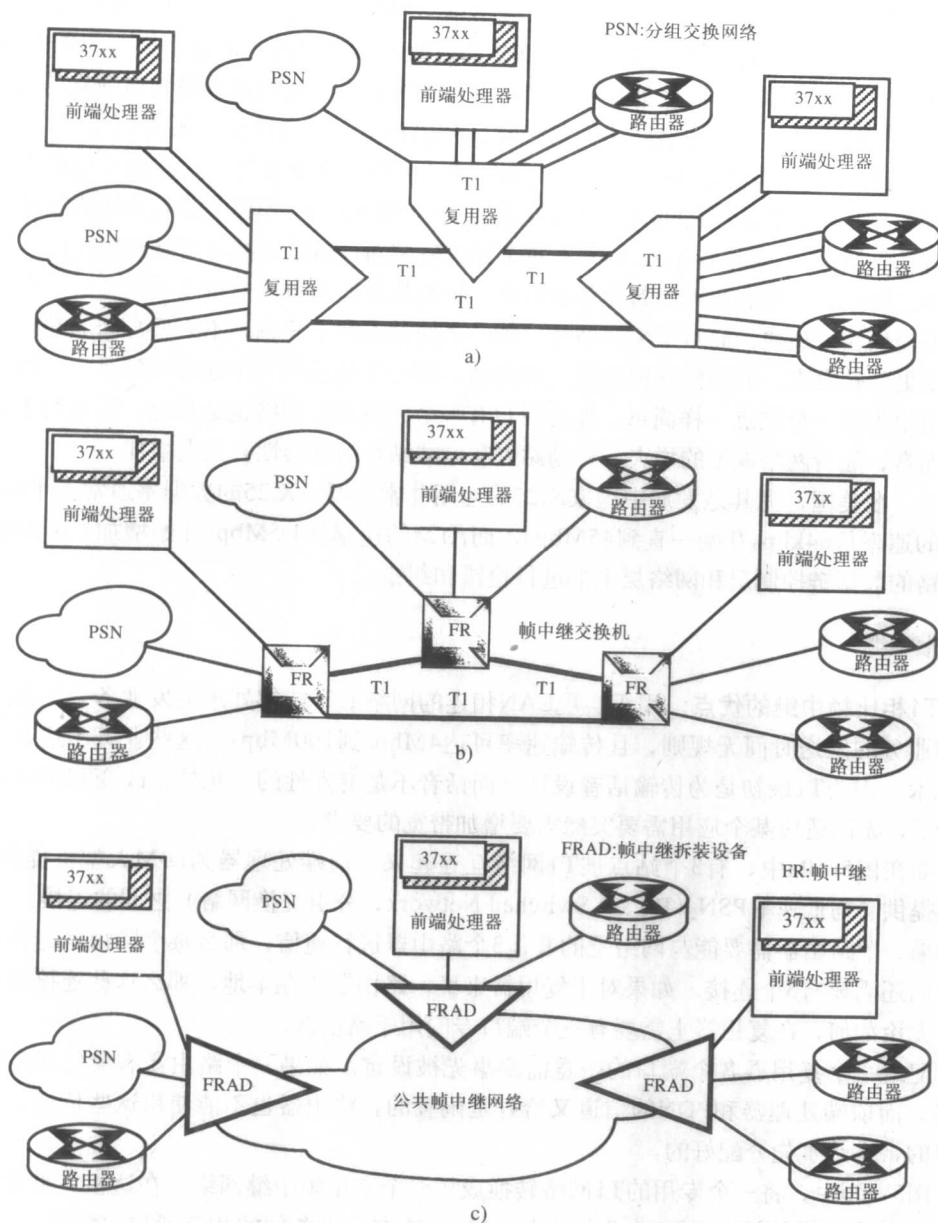 PSN:分组交换网络
37xx
前端处理器
PSN
37xx
前端处理器
路由器
37xx
前端处理器
PSN
T1
复用器
T1
复用器
T1
复用器
T1
T1
T1
路由器
路由器
路由器
a)
37xx
前端处理器
PSN
37xx
前端处理器
路由器
37xx
前端处理器
PSN
FR
帧中继交换机
FR
FR
T1
T1
T1
路由器
路由器
路由器
b)
FRAD:帧中继拆装设备
FR:帧中继
37xx
前端处理器
PSN
37xx
前端处理器
路由器
37xx
前端处理器
PSN
FRAD
FRAD
FRAD
公共帧中继网络
路由器
路由器
路由器
c)